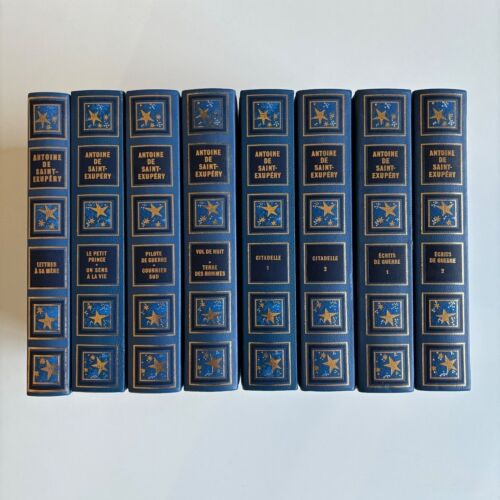 ANTOINE
DE
SAINT-
EXUPÉRY
LETTRES
À SA MÈRE
ANTOINE
DE
SAINT-
EXUPÉRY
LE PETIT
PRINCE
UN SENS
À LA VIE
ANTOINE
DE
SAINT-
EXUPÉRY
PILOTE
DE GUERRE
COURRIER
SUD
ANTOINE
DE
SAINT-
EXUPÉRY
VOL DE NUIT
TERRE
DES HOMMES
ANTOINE
DE
SAINT-
EXUPÉRY
CITADELLE
1
ANTOINE
DE
SAINT-
EXUPÉRY
CITADELLE
2
ANTOINE
DE
SAINT-
EXUPÉRY
ÉCRITS
DE GUERRE
1
ANTOINE
DE
SAINT-
EXUPÉRY
ÉCRITS
DE GUERRE
2